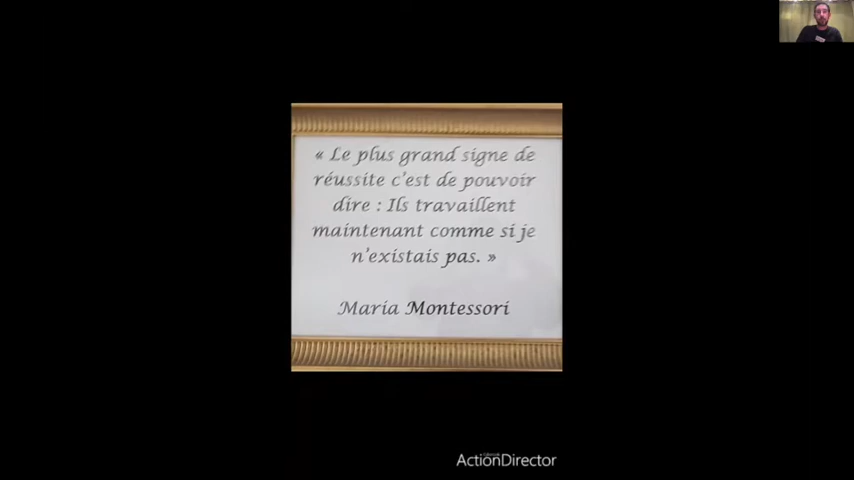 « Le plus grand signe de
réussite c'est de pouvoir
dire : Ils travaillent
maintenant comme si je
n'existais pas. »
Maria Montessori
ActionDirector